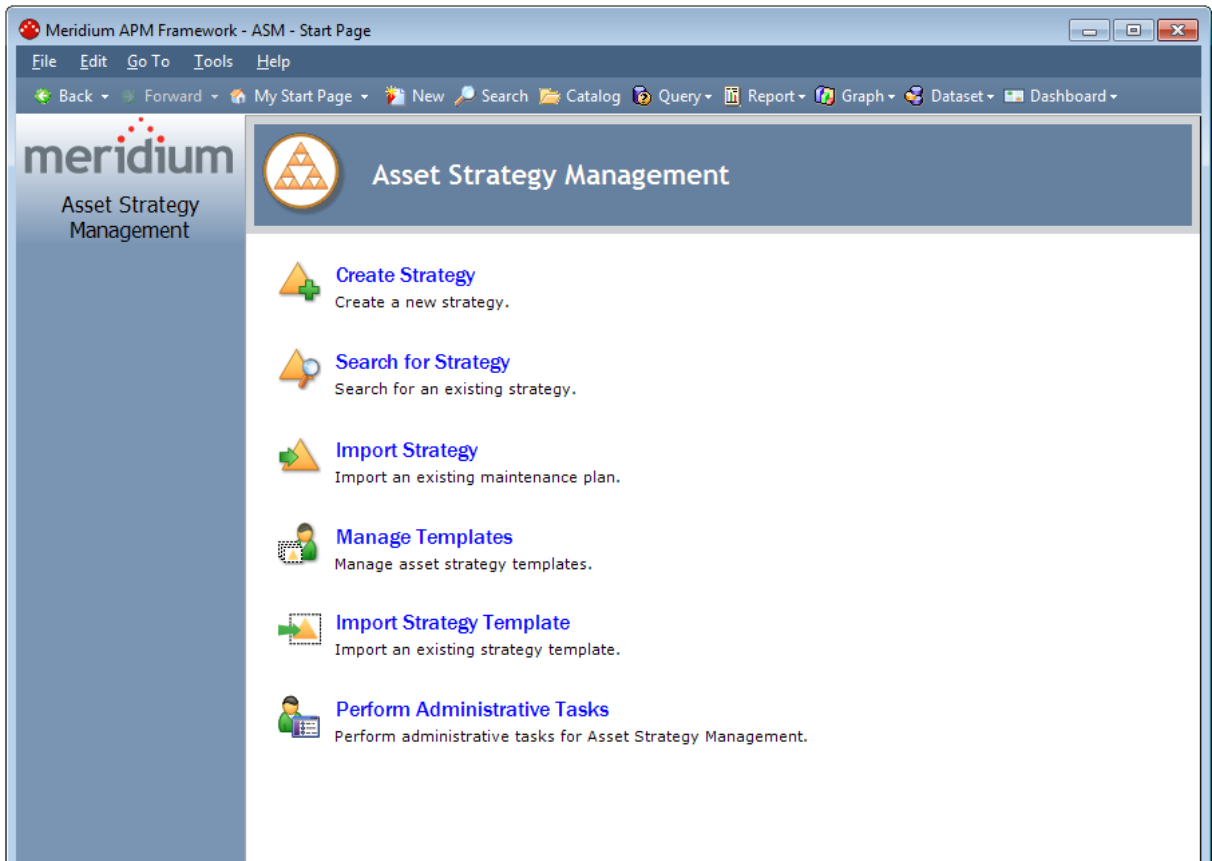 Meridium APM Framework - ASM - Start Page
File Edit Go To Tools Help
Back Forward My Start Page New Search Catalog Query Report Graph Dataset Dashboard
meridium
Asset Strategy
Management
Asset Strategy Management
Create Strategy
Create a new strategy.
Search for Strategy
Search for an existing strategy.
Import Strategy
Import an existing maintenance plan.
Manage Templates
Manage asset strategy templates.
Import Strategy Template
Import an existing strategy template.
Perform Administrative Tasks
Perform administrative tasks for Asset Strategy Management.